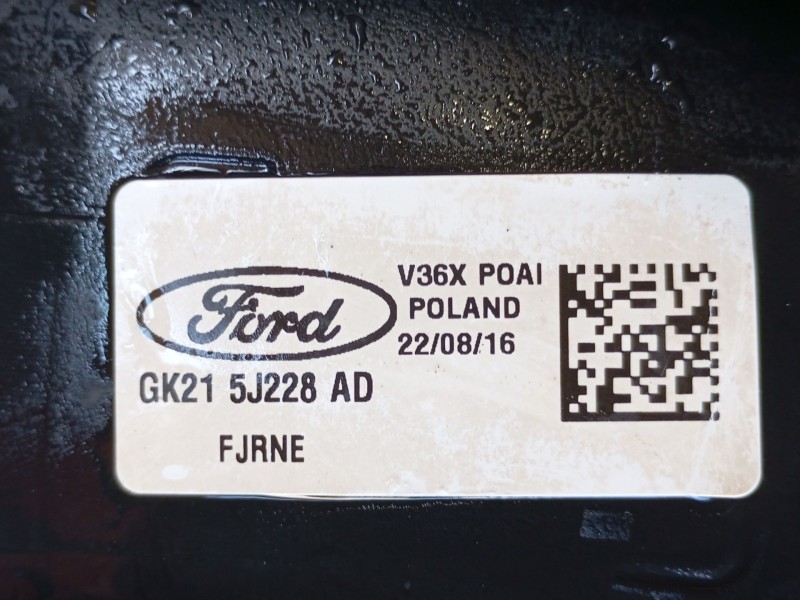 Ford
V36X POAI
POLAND
22/08/16
GK21 5J228 AD
FJRNE